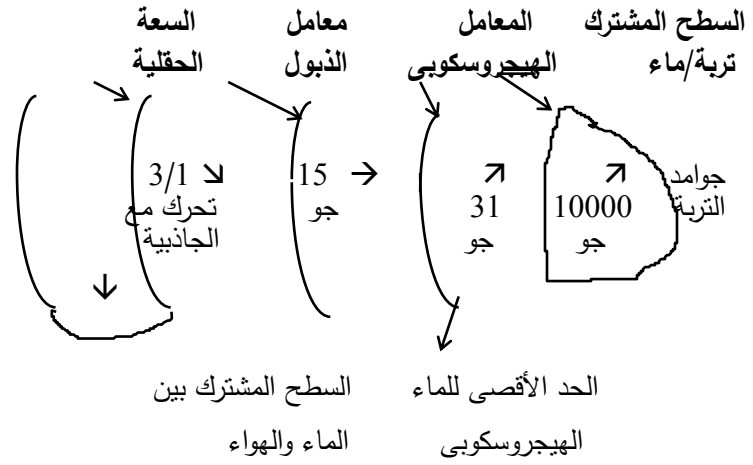 السطح المشترك
تربة/ماء
المعامل
الهيجروسكوبى
معامل
الذبول
السعة
الحقلية
جوامد
التربة
10000
جو
31
جو
15
جو
3/1
تحرك مع
الجاذبية
الحد الأقصى للماء
الهيجروسكوبى
السطح المشترك بين
الماء والهواء